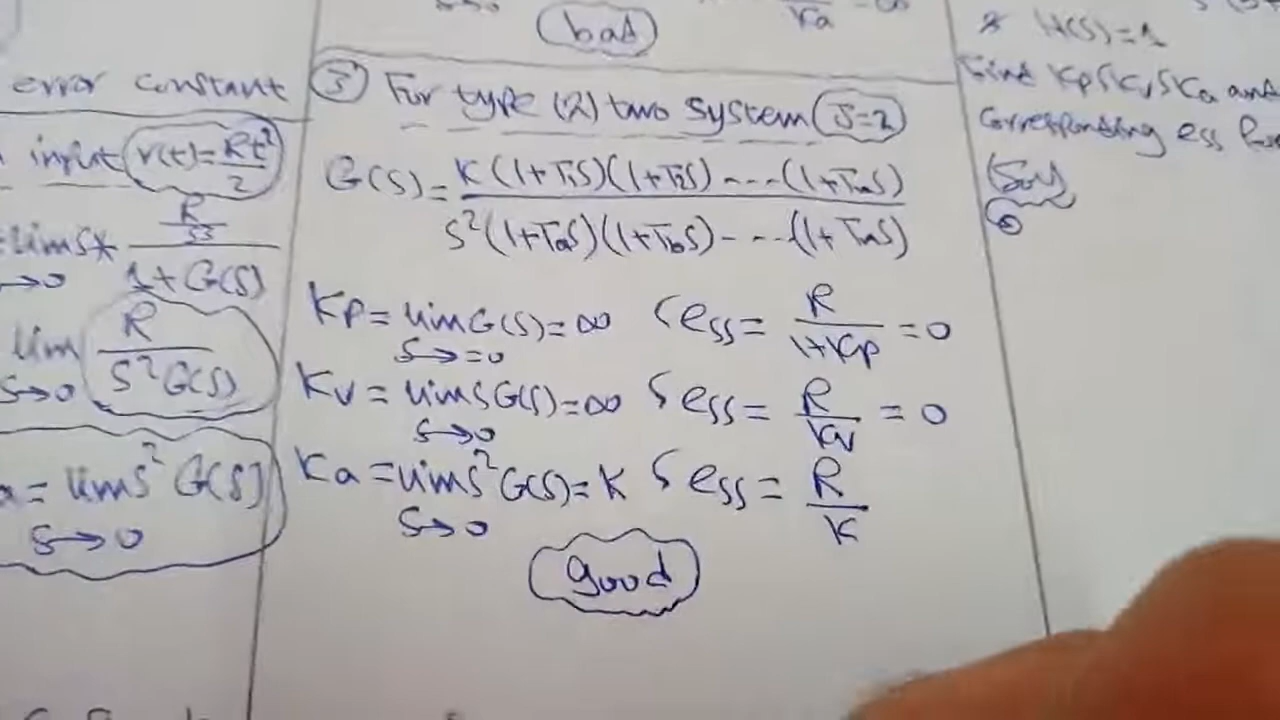 error constant
input r(t)=Rt²/2
lim S* R/S³ / 1+G(S)
S→0
lim R / S²G(S)
S→0
a = lim S² G(S)
S→0
bad
Ka
③ For type (2) two system J=2
G(S)= K(1+T1S)(1+T2S)----(1+TmS) / S²(1+TaS)(1+TbS)----(1+TnS)
Kp = lim G(S)=∞ , ess= R/1+Kp =0
S→=0
Kv = lim SG(S)=∞ , ess= R/Kv = 0
S→0
Ka = lim S²G(S)= K , ess= R/K
S→0
good
* H(S)=1
Find Kp, Kv, Ka and
Corresponding ess for
Sol